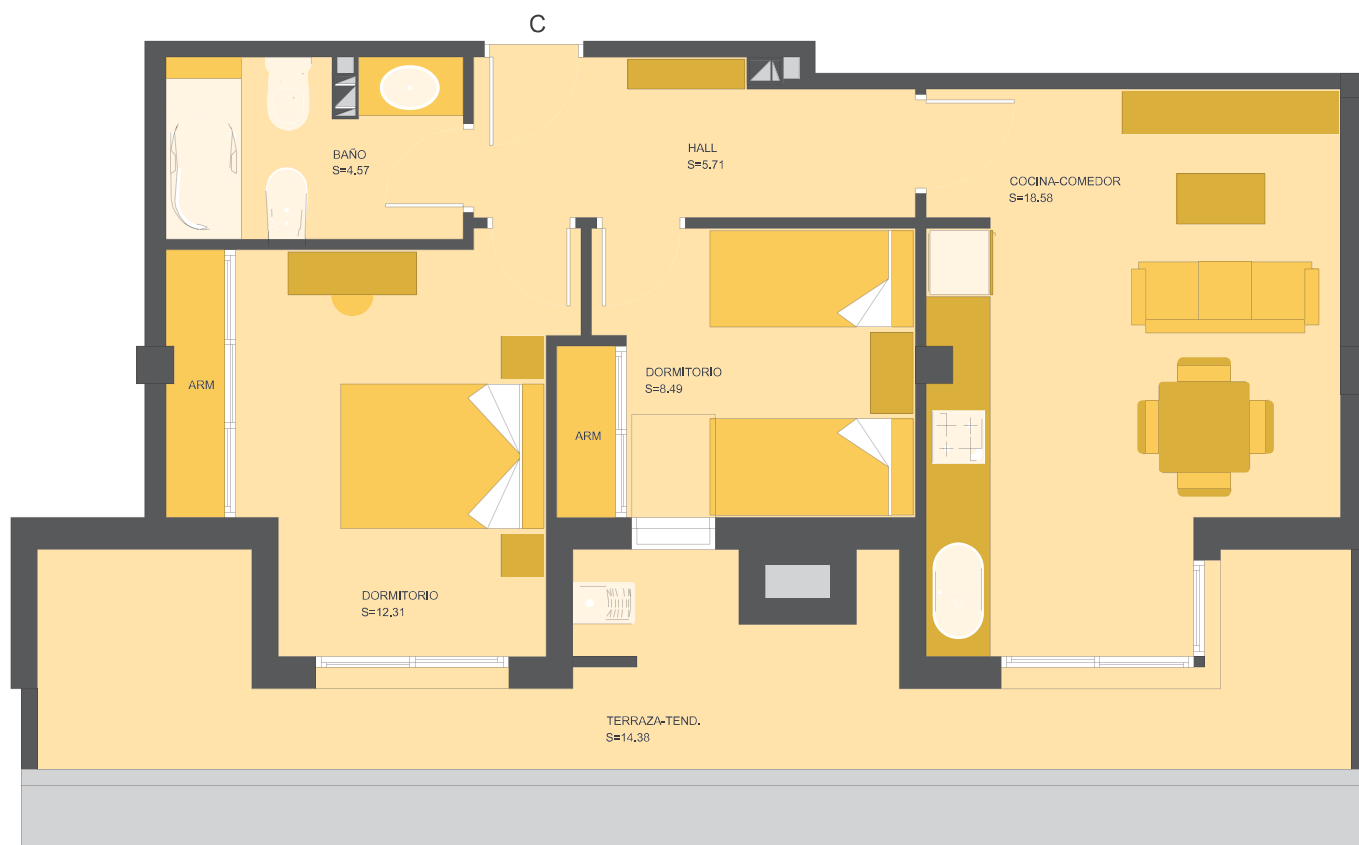 C
BAÑO
S=4.57
HALL
S=5.71
COCINA-COMEDOR
S=18.58
ARM
DORMITORIO
S=8.49
ARM
DORMITORIO
S=12.31
TERRAZA-TEND.
S=14.38